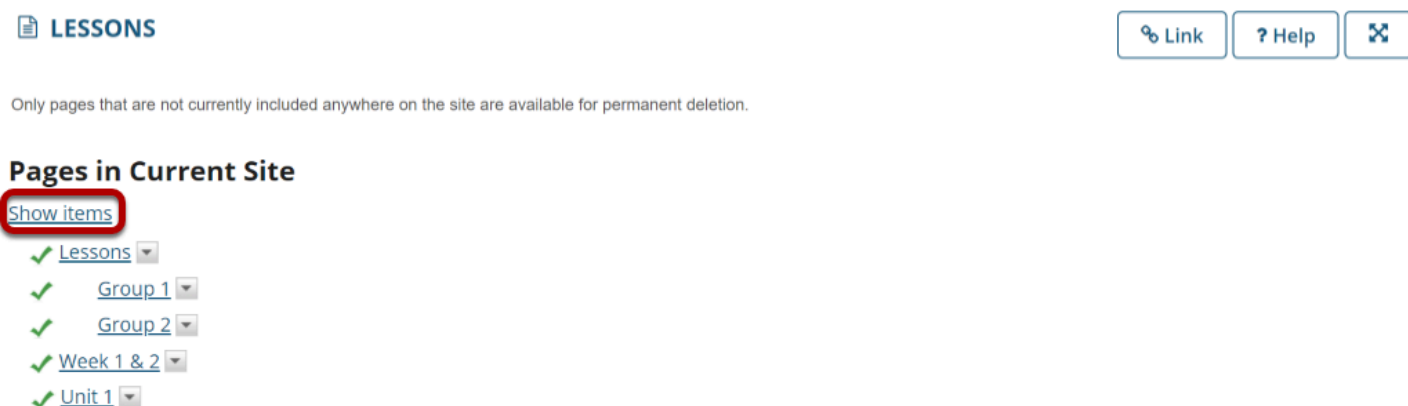 LESSONS
Link
? Help
Only pages that are not currently included anywhere on the site are available for permanent deletion.
Pages in Current Site
Show items
Lessons
Group 1
Group 2
Week 1 & 2
Unit 1